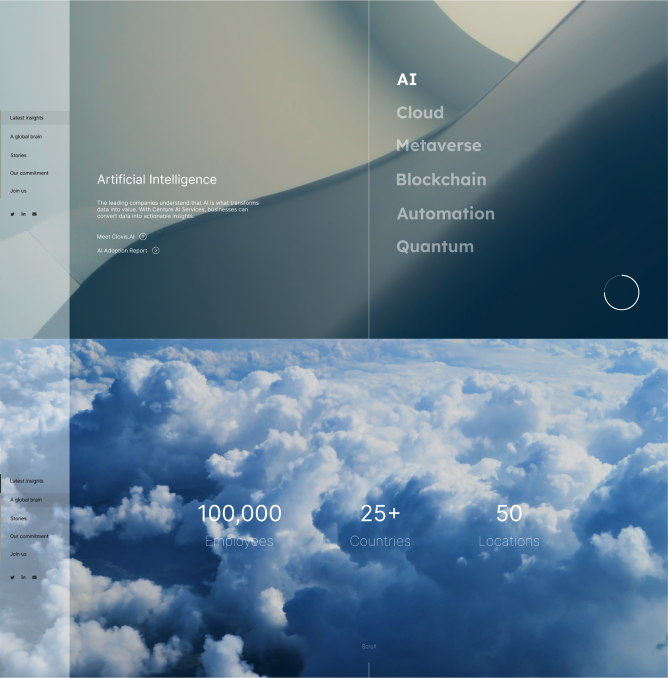 Latest Insights
A global brain
Stories
Our commitment
Join us
Artificial Intelligence
The leading companies understand that AI is what transforms
data into value. With Centure AI Services, businesses can
convert data into actionable insights.
Meet Clovis.AI
AI Adoption Report
AI
Cloud
Metaverse
Blockchain
Automation
Quantum
Latest Insights
A global brain
Stories
Our commitment
Join us
100,000
Employees
25+
Countries
50
Locations
Scroll